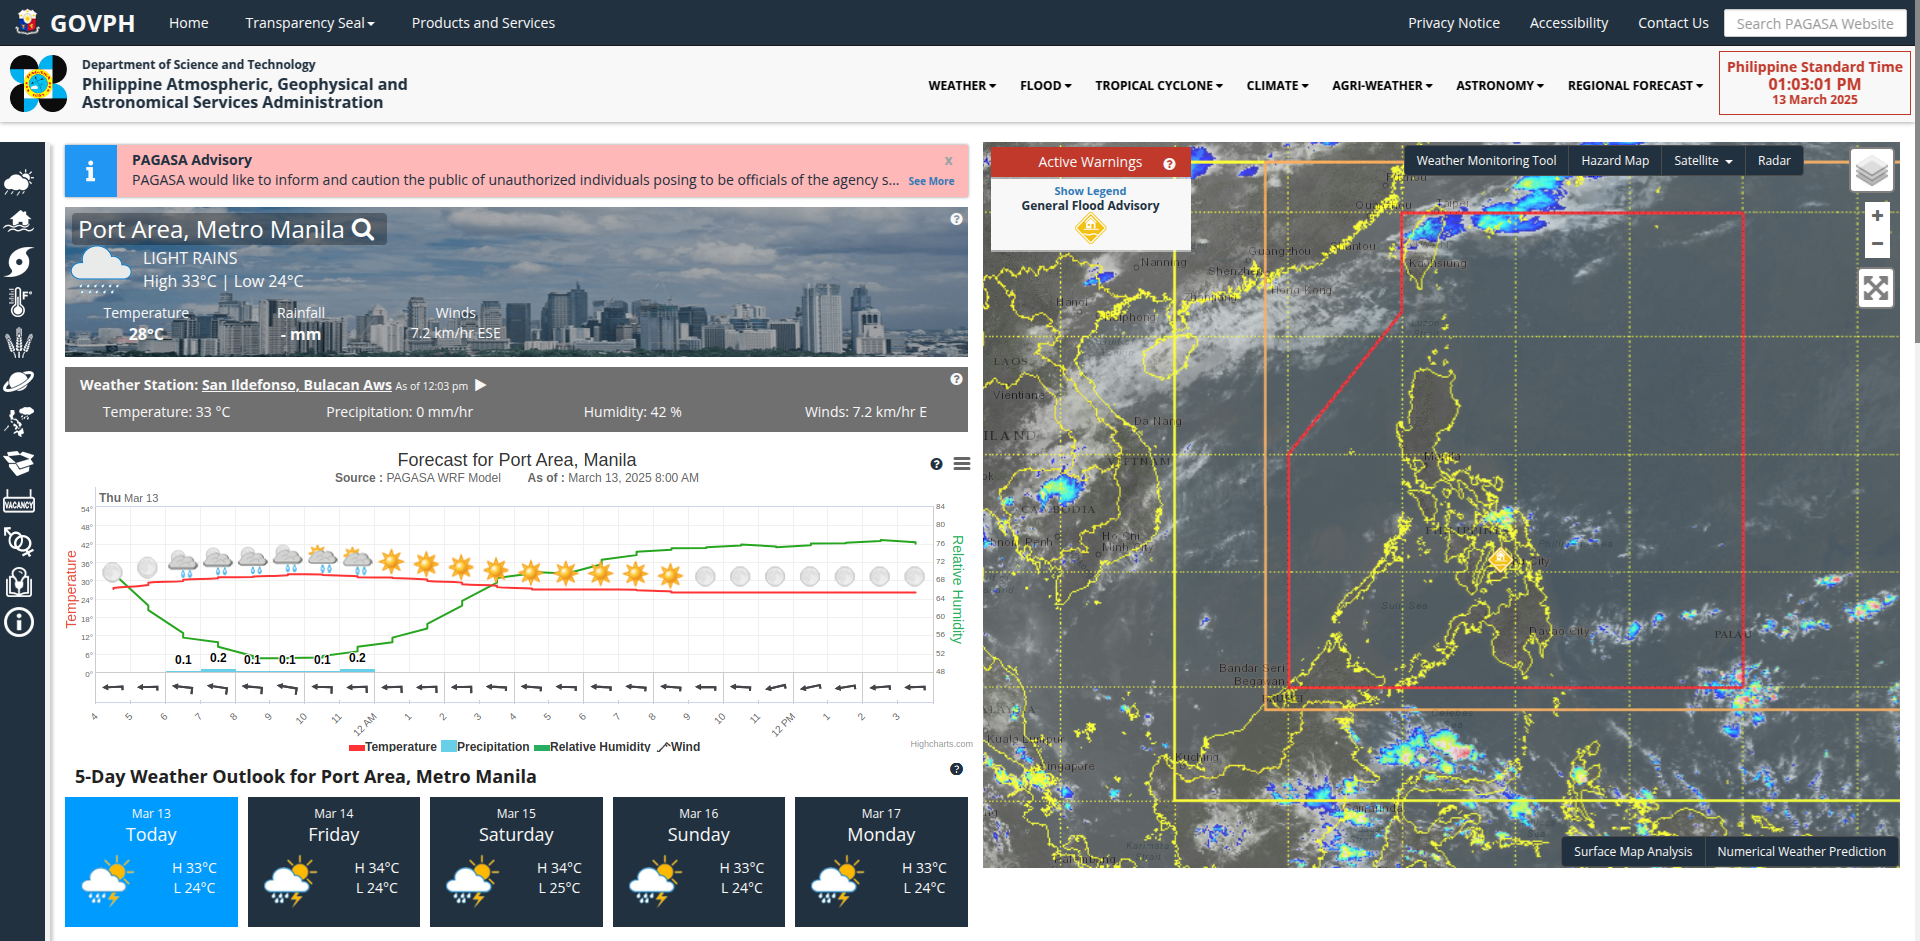 GOVPH
Home
Transparency Seal
Products and Services
Privacy Notice
Accessibility
Contact Us
Search PAGASA Website
Department of Science and Technology
Philippine Atmospheric, Geophysical and
Astronomical Services Administration
WEATHER
FLOOD
TROPICAL CYCLONE
CLIMATE
AGRI-WEATHER
ASTRONOMY
REGIONAL FORECAST
Philippine Standard Time
01:03:01 PM
13 March 2025
PAGASA Advisory
x
PAGASA would like to inform and caution the public of unauthorized individuals posing to be officials of the agency s... See More
Port Area, Metro Manila
LIGHT RAINS
High 33°C | Low 24°C
Temperature
28°C
Rainfall
- mm
Winds
7.2 km/hr ESE
Weather Station: San Ildefonso, Bulacan Aws As of 12:03 pm
Temperature: 33 °C
Precipitation: 0 mm/hr
Humidity: 42 %
Winds: 7.2 km/hr E
Forecast for Port Area, Manila
Source : PAGASA WRF Model As of : March 13, 2025 8:00 AM
Thu Mar 13
Temperature
54°
48°
42°
36°
30°
24°
18°
12°
6°
0°
84
80
76
72
68
64
60
56
52
48
Relative Humidity
0.1 0.2 0.1 0.1 0.1 0.2
4 5 6 7 8 9 10 11 12 AM 1 2 3 4 5 6 7 8 9 10 11 12 PM 1 2 3
Temperature Precipitation Relative Humidity Wind
Highcharts.com
5-Day Weather Outlook for Port Area, Metro Manila
Mar 13
Today
H 33°C
L 24°C
Mar 14
Friday
H 34°C
L 24°C
Mar 15
Saturday
H 34°C
L 25°C
Mar 16
Sunday
H 33°C
L 24°C
Mar 17
Monday
H 33°C
L 24°C
VACANCY
Active Warnings
Show Legend
General Flood Advisory
Weather Monitoring Tool
Hazard Map
Satellite
Radar
+
−
Taipei
Guangzhou
Nanning
Shenzhen
Hong Kong
Kaohsiung
Hanoi
Haiphong
LAOS
Vientiane
Da Nang
VIETNAM
CAMBODIA
Ho Chi
Minh City
Manila
Sulu Sea
Davao City
PALAU
Bandar Seri
Begawan
Celebes
Sea
Kuala Lumpur
Singapore
Kuching
Samarinda
Karimata
Strait
Surface Map Analysis
Numerical Weather Prediction